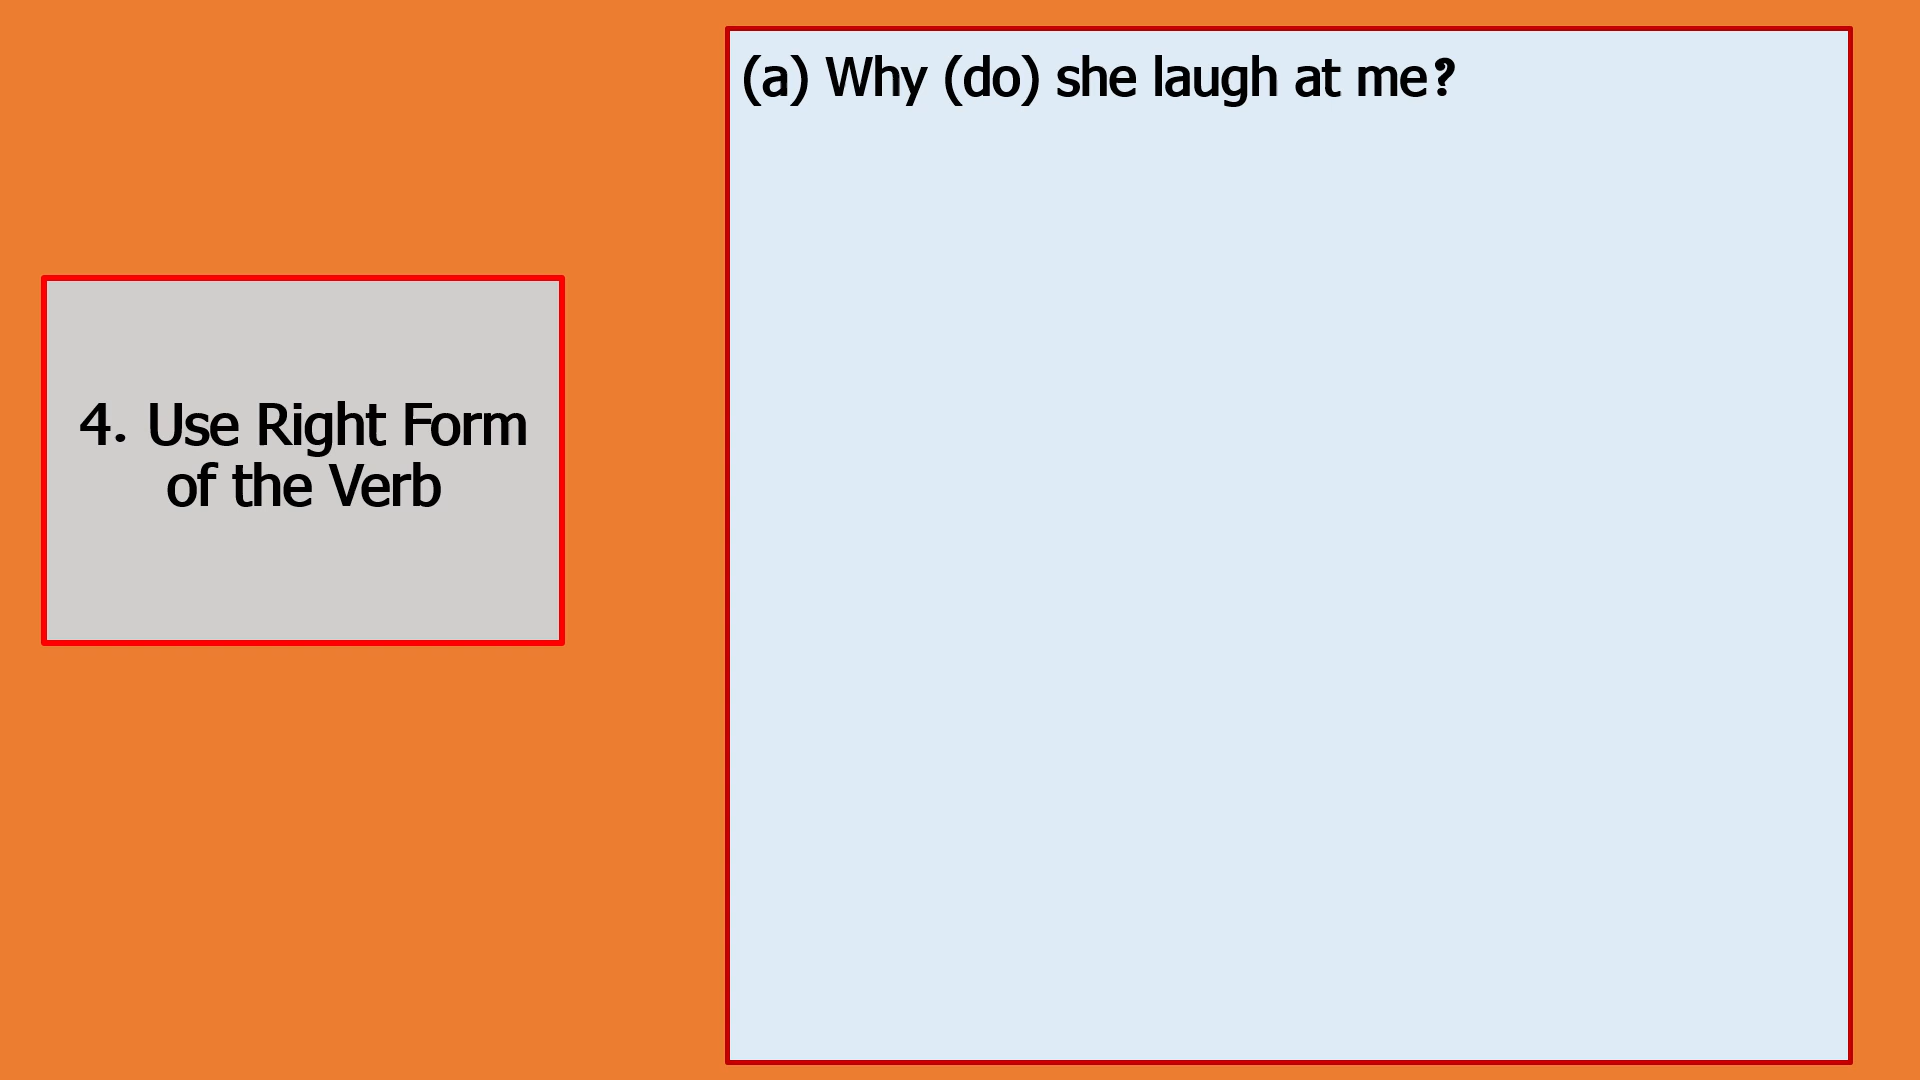 4. Use Right Form
of the Verb
(a) Why (do) she laugh at me?